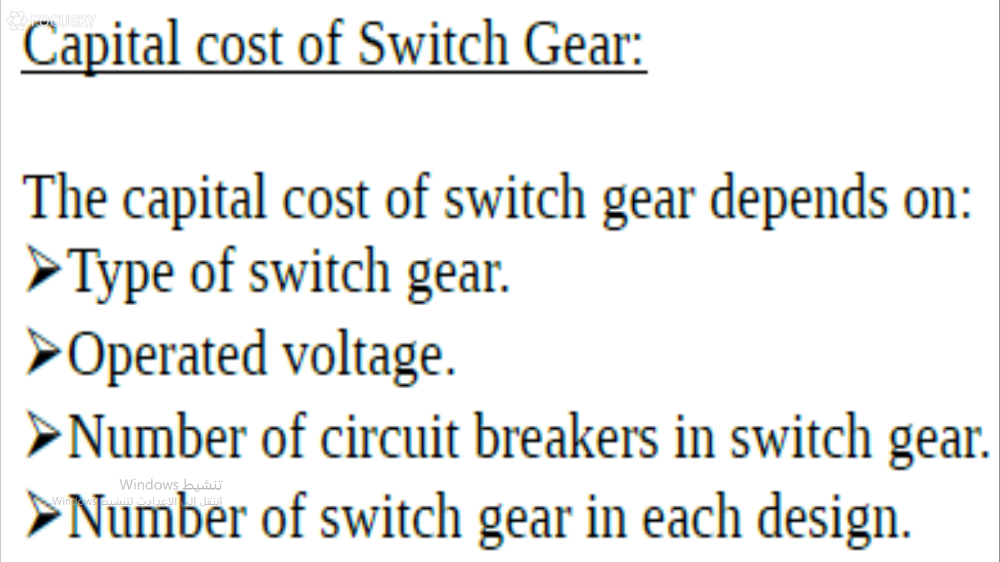 FOCUSKY
Capital cost of Switch Gear:
The capital cost of switch gear depends on:
➢Type of switch gear.
➢Operated voltage.
➢Number of circuit breakers in switch gear.
تنشيط Windows
انتقل إلى الإعدادات لتنشيط Windows
➢Number of switch gear in each design.